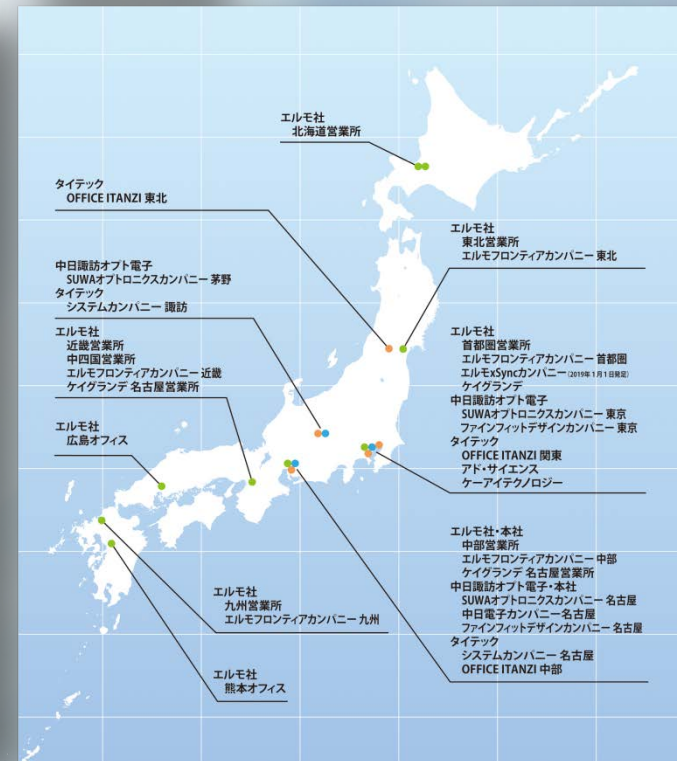 エルモ社
北海道営業所
タイテック
OFFICE ITANZI 東北
エルモ社
東北営業所
エルモフロンティアカンパニー 東北
中日諏訪オプト電子
SUWAオプトロニクスカンパニー 茅野
タイテック
システムカンパニー 諏訪
エルモ社
近畿営業所
中四国営業所
エルモフロンティアカンパニー 近畿
ケイグランデ 名古屋営業所
エルモ社
首都圏営業所
エルモフロンティアカンパニー 首都圏
エルモxSyncカンパニー (2019年1月1日発足)
ケイグランデ
中日諏訪オプト電子
SUWAオプトロニクスカンパニー 東京
ファインフィットデザインカンパニー 東京
タイテック
OFFICE ITANZI 関東
アド・サイエンス
ケーアイテクノロジー
エルモ社
広島オフィス
エルモ社・本社
中部営業所
エルモフロンティアカンパニー 中部
ケイグランデ 名古屋営業所
中日諏訪オプト電子・本社
SUWAオプトロニクスカンパニー 名古屋
中日電子カンパニー 名古屋
ファインフィットデザインカンパニー 名古屋
タイテック
システムカンパニー 名古屋
OFFICE ITANZI 中部
エルモ社
九州営業所
エルモフロンティアカンパニー 九州
エルモ社
熊本オフィス